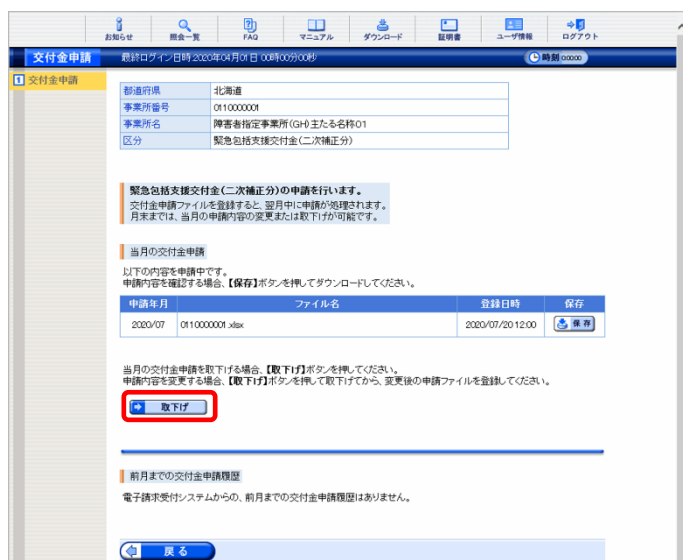 お知らせ 照会一覧 FAQ マニュアル ダウンロード 証明書 ユーザ情報 ログアウト
交付金申請 最終ログイン日時:2020年04月01日 00時00分00秒 時刻 00:00:00
1 交付金申請
都道府県 北海道
事業所番号 0110000001
事業所名 障害者指定事業所(GH)主たる名称01
区分 緊急包括支援交付金(二次補正分)
緊急包括支援交付金(二次補正分)の申請を行います。
交付金申請ファイルを登録すると、翌月中に申請が処理されます。
月末までは、当月の申請内容の変更または取下げが可能です。
当月の交付金申請
以下の内容を申請中です。
申請内容を確認する場合、【保存】ボタンを押してダウンロードしてください。
申請年月 ファイル名 登録日時 保存
2020/07 0110000001.xlsx 2020/07/20 12:00 保存
当月の交付金申請を取下げる場合、【取下げ】ボタンを押してください。
申請内容を変更する場合、【取下げ】ボタンを押して取下げてから、変更後の申請ファイルを登録してください。
取下げ
前月までの交付金申請履歴
電子請求受付システムからの、前月までの交付金申請履歴はありません。
戻る